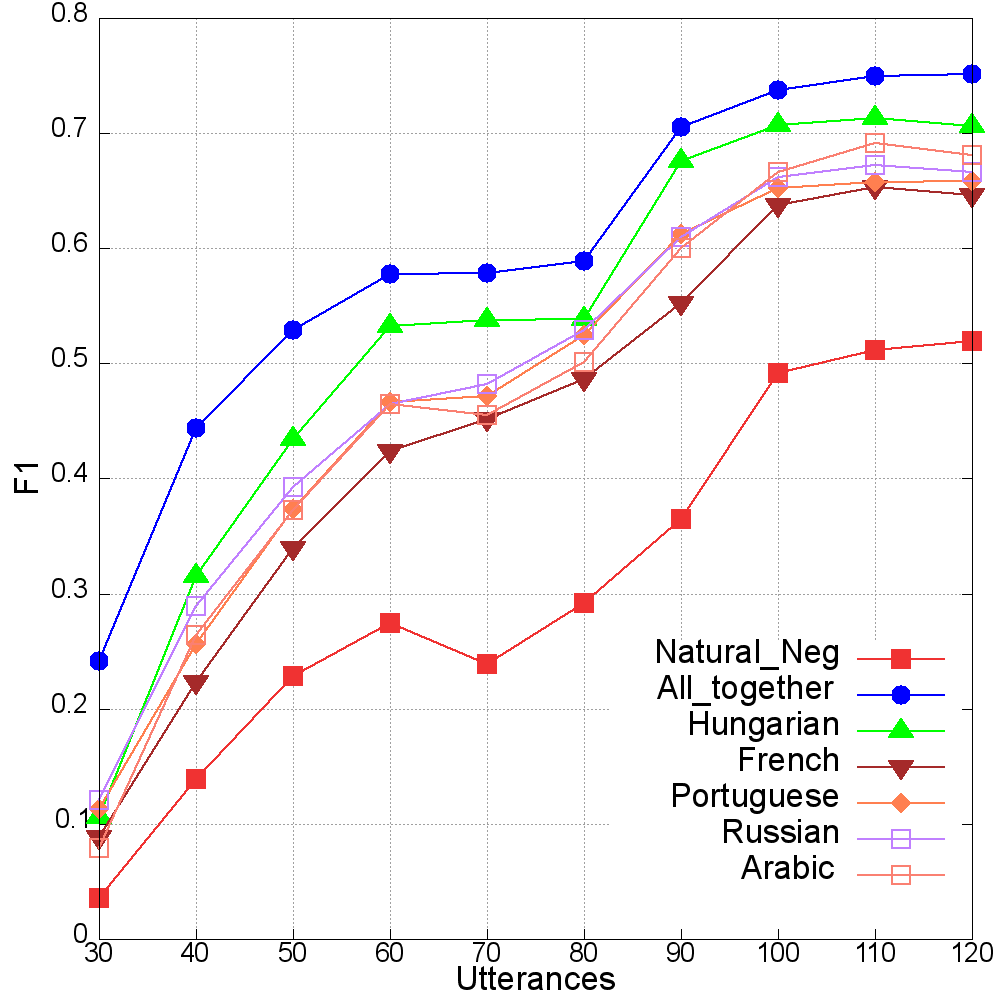 0.8
0.7
0.6
0.5
0.4
0.3
0.2
0.1
0
F1
30 40 50 60 70 80 90 100 110 120
Utterances
Natural_Neg
All_together
Hungarian
French
Portuguese
Russian
Arabic